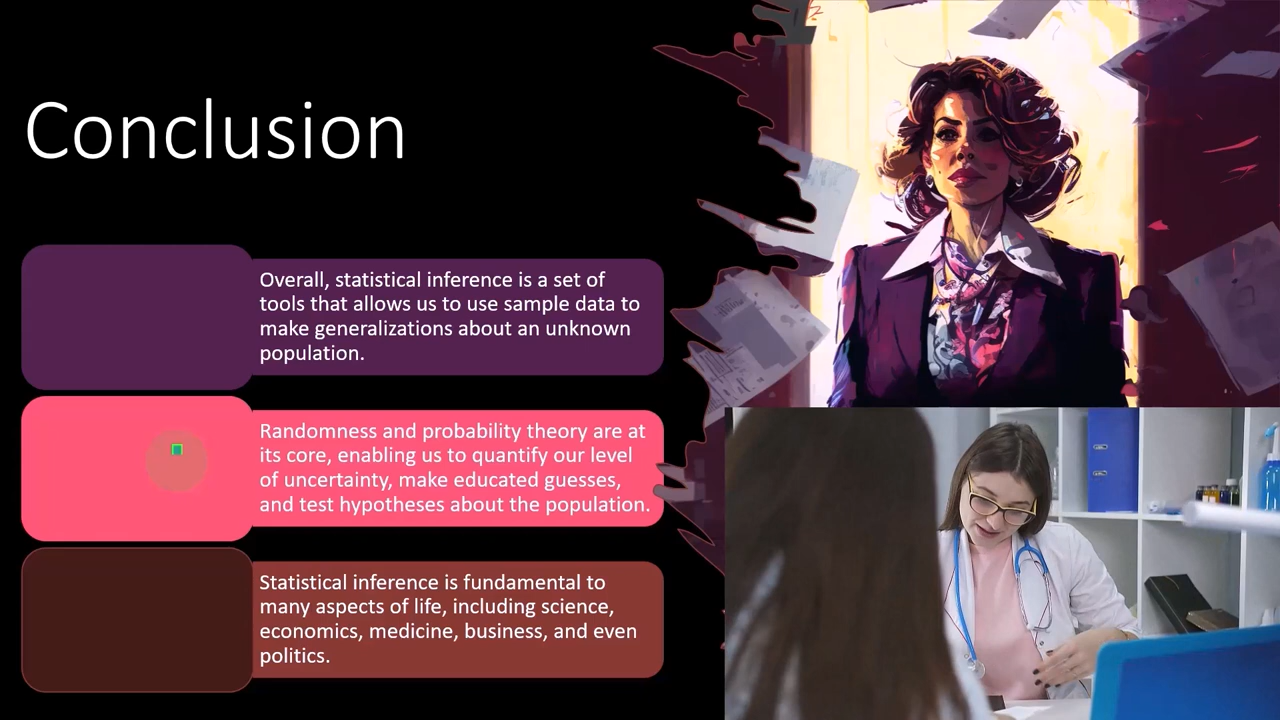 Conclusion
Overall, statistical inference is a set of
tools that allows us to use sample data to
make generalizations about an unknown
population.
Randomness and probability theory are at
its core, enabling us to quantify our level
of uncertainty, make educated guesses,
and test hypotheses about the population.
Statistical inference is fundamental to
many aspects of life, including science,
economics, medicine, business, and even
politics.